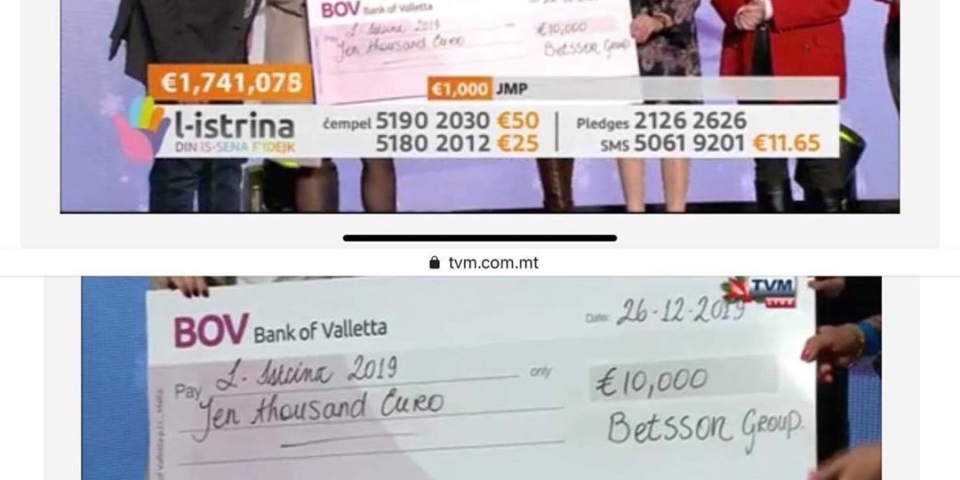 BOV Bank of Valletta
Pay L-Istrina 2019 €10,000
Ten thousand Euro Betsson Group
€1,741,078 €1,000 JMP
l-istrina ċempel 5190 2030 €50 Pledges 2126 2626
DIN IS-SENA F'IDEJK 5180 2012 €25 SMS 5061 9201 €11.65
tvm.com.mt
TVM
BOV Bank of Valletta Date: 26-12-2019
Pay L-Istrina 2019 only €10,000
Ten thousand Euro Betsson Group.